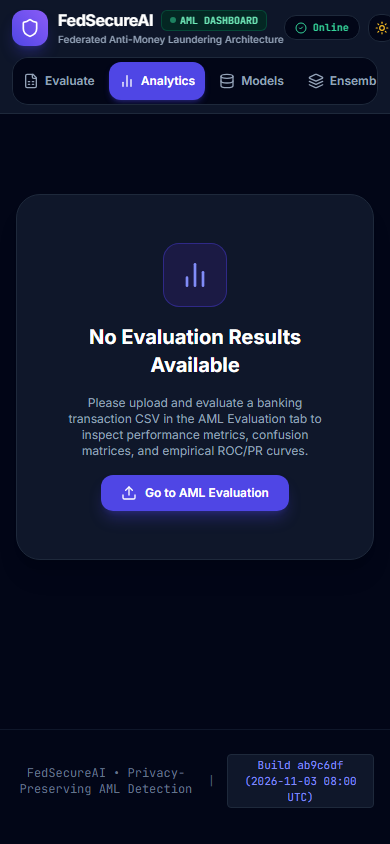 FedSecureAI
AML DASHBOARD
Federated Anti-Money Laundering Architecture
Online
Evaluate
Analytics
Models
Ensemb
No Evaluation Results
Available
Please upload and evaluate a banking
transaction CSV in the AML Evaluation tab to
inspect performance metrics, confusion
matrices, and empirical ROC/PR curves.
Go to AML Evaluation
FedSecureAI • Privacy-
Preserving AML Detection
|
Build ab9c6df
(2026-11-03 08:00
UTC)